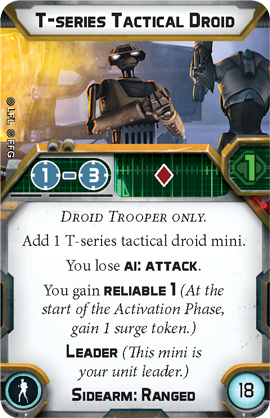 T-SERIES TACTICAL DROID
© LFL © FFG
1-3
1
DROID TROOPER ONLY.
Add 1 T-series tactical droid mini.
You lose AI: ATTACK.
You gain RELIABLE 1 (At the
start of the Activation Phase,
gain 1 surge token.)
LEADER (This mini is
your unit leader.)
SIDEARM: RANGED
18